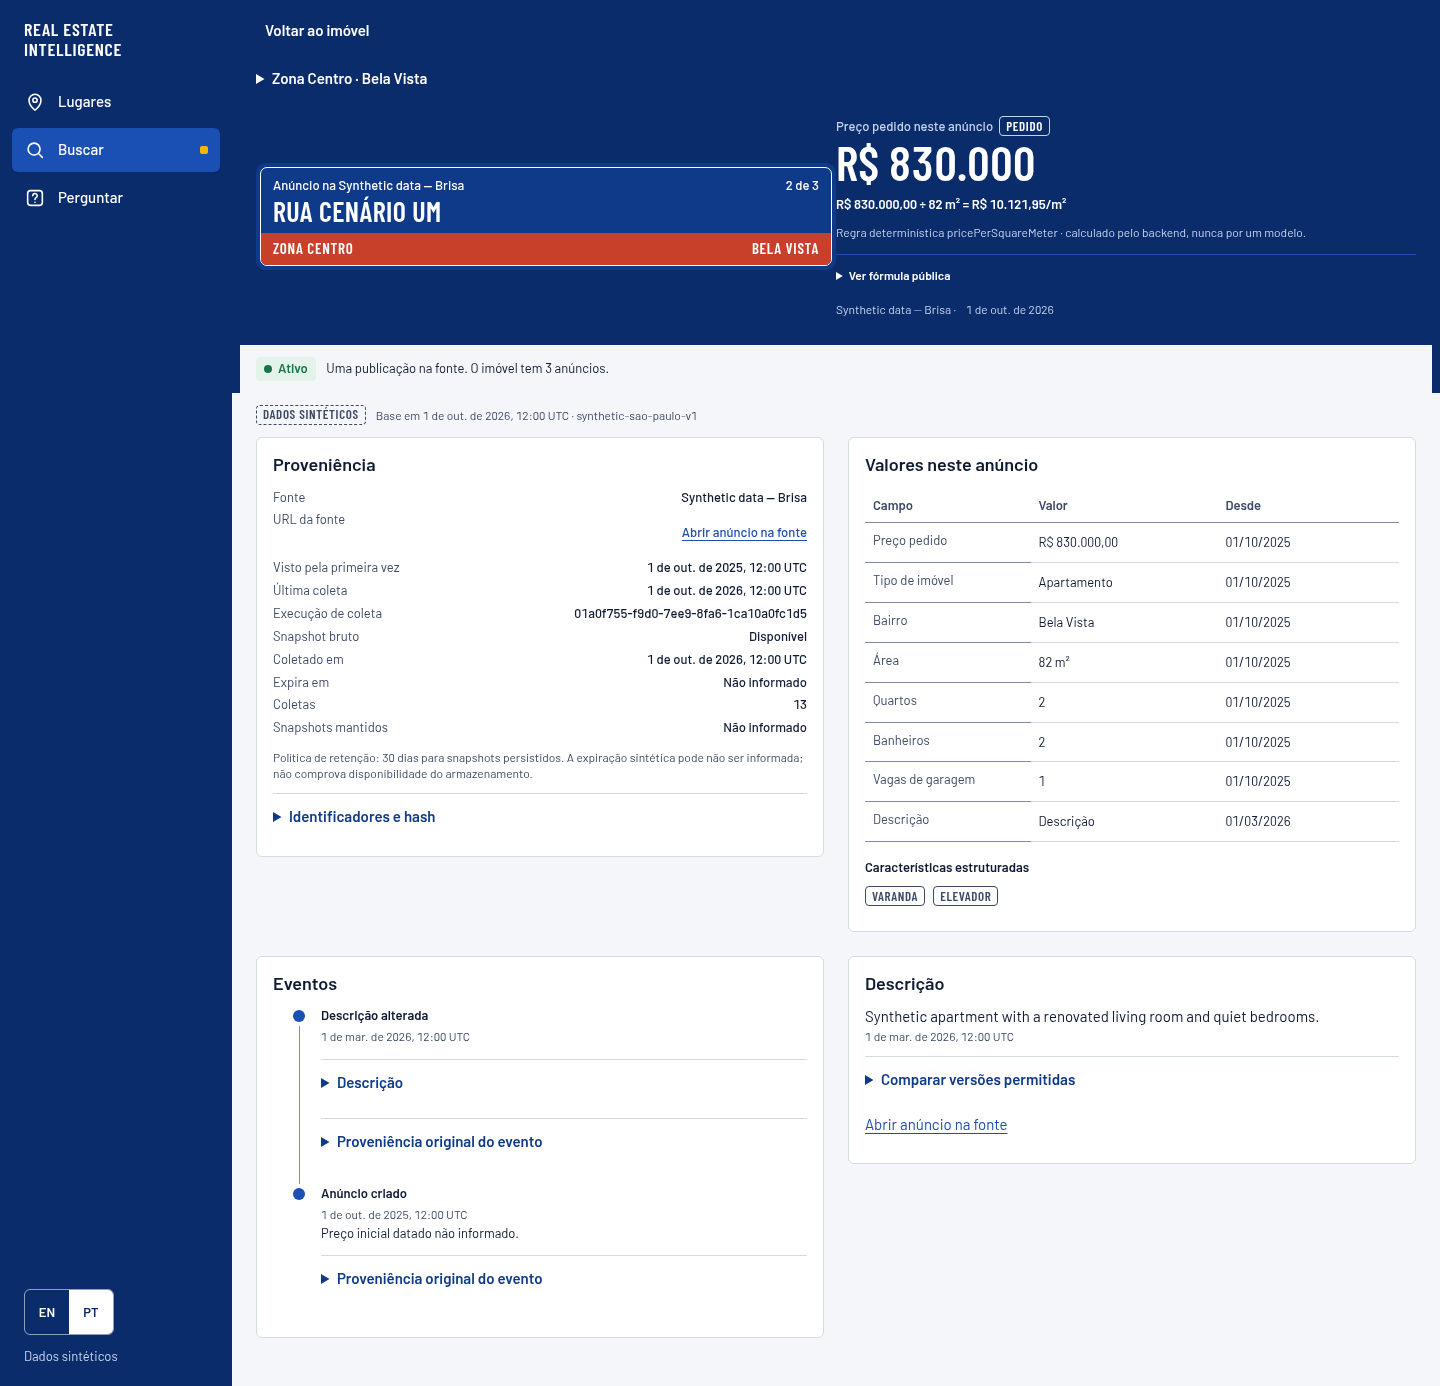 REAL ESTATE
INTELLIGENCE
Lugares
Buscar
Perguntar
EN PT
Dados sintéticos
Voltar ao imóvel
Zona Centro · Bela Vista
Anúncio na Synthetic data — Brisa 2 de 3
RUA CENÁRIO UM
ZONA CENTRO BELA VISTA
Preço pedido neste anúncio PEDIDO
R$ 830.000
R$ 830.000,00 ÷ 82 m² = R$ 10.121,95/m²
Regra determinística pricePerSquareMeter · calculado pelo backend, nunca por um modelo.
Ver fórmula pública
Synthetic data — Brisa · 1 de out. de 2026
Ativo Uma publicação na fonte. O imóvel tem 3 anúncios.
DADOS SINTÉTICOS Base em 1 de out. de 2026, 12:00 UTC · synthetic-sao-paulo-v1
Proveniência
Fonte Synthetic data — Brisa
URL da fonte
Abrir anúncio na fonte
Visto pela primeira vez 1 de out. de 2025, 12:00 UTC
Última coleta 1 de out. de 2026, 12:00 UTC
Execução de coleta 01a0f755-f9d0-7ee9-8fa6-1ca10a0fc1d5
Snapshot bruto Disponível
Coletado em 1 de out. de 2026, 12:00 UTC
Expira em Não informado
Coletas 13
Snapshots mantidos Não informado
Política de retenção: 30 dias para snapshots persistidos. A expiração sintética pode não ser informada;
não comprova disponibilidade do armazenamento.
Identificadores e hash
Valores neste anúncio
Campo Valor Desde
Preço pedido R$ 830.000,00 01/10/2025
Tipo de imóvel Apartamento 01/10/2025
Bairro Bela Vista 01/10/2025
Área 82 m² 01/10/2025
Quartos 2 01/10/2025
Banheiros 2 01/10/2025
Vagas de garagem 1 01/10/2025
Descrição Descrição 01/03/2026
Características estruturadas
VARANDA ELEVADOR
Eventos
Descrição alterada
1 de mar. de 2026, 12:00 UTC
Descrição
Proveniência original do evento
Anúncio criado
1 de out. de 2025, 12:00 UTC
Preço inicial datado não informado.
Proveniência original do evento
Descrição
Synthetic apartment with a renovated living room and quiet bedrooms.
1 de mar. de 2026, 12:00 UTC
Comparar versões permitidas
Abrir anúncio na fonte